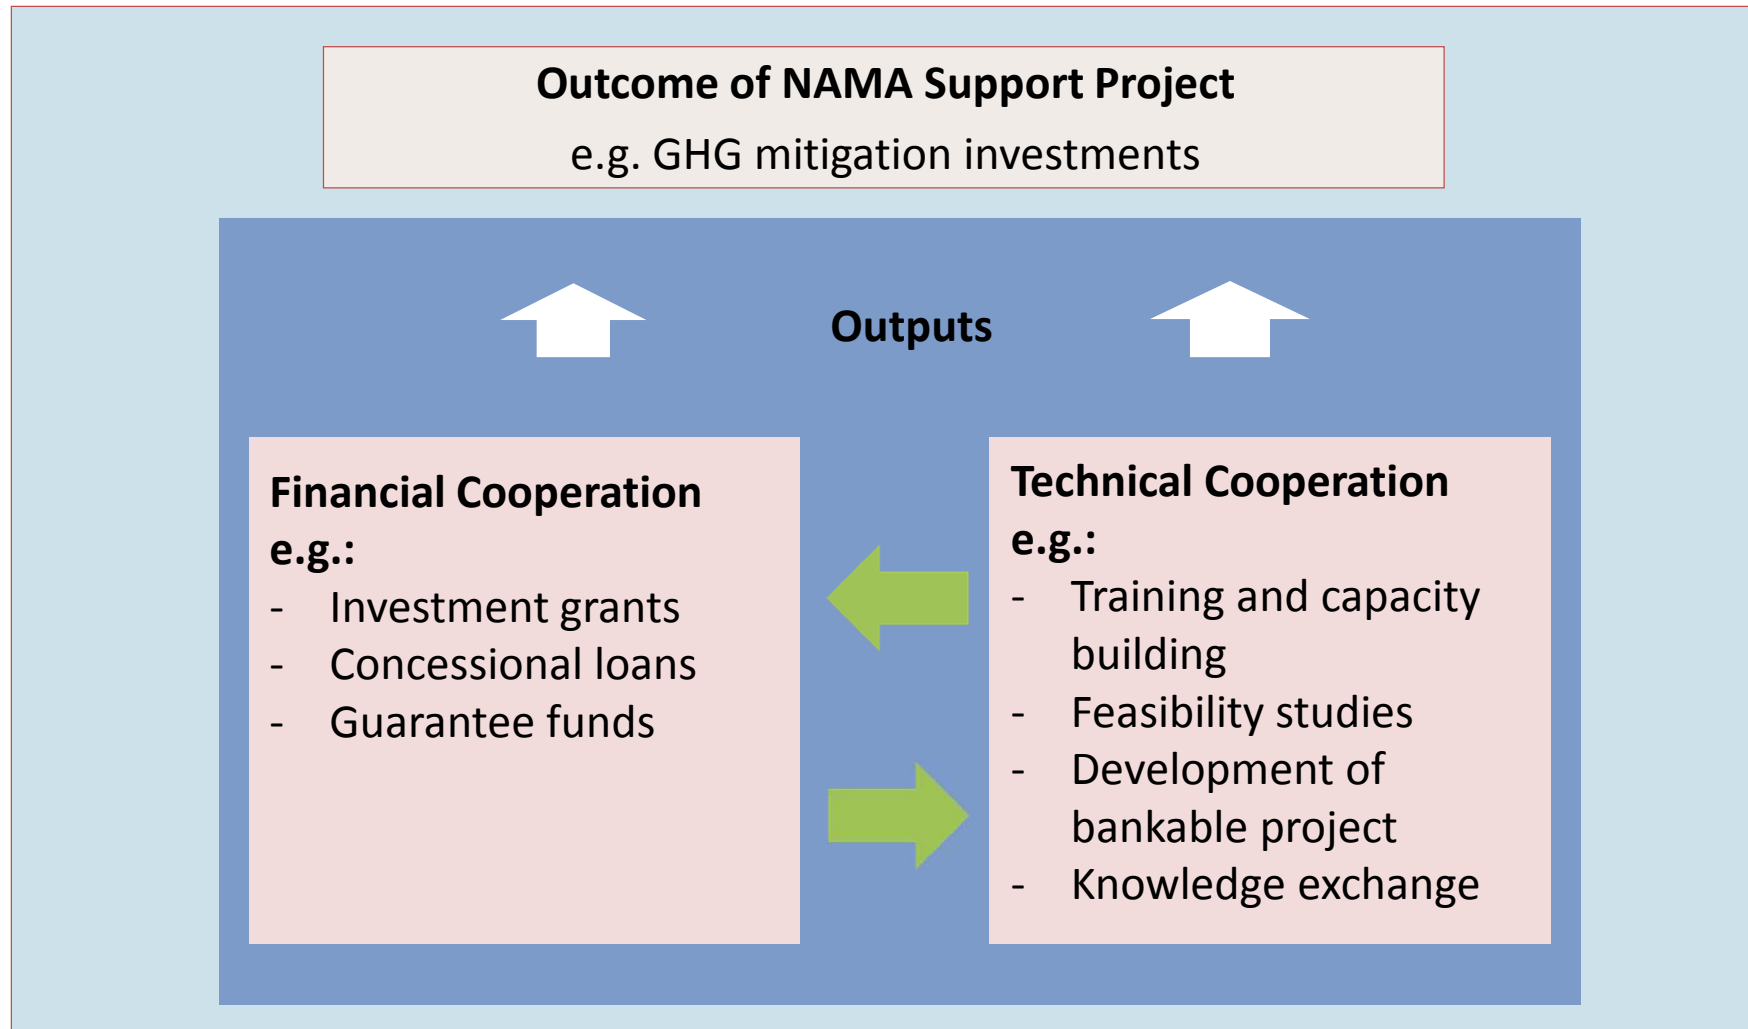 Outcome of NAMA Support Project
e.g. GHG mitigation investments
Outputs
Financial Cooperation
e.g.:
- Investment grants
- Concessional loans
- Guarantee funds
Technical Cooperation
e.g.:
- Training and capacity
building
- Feasibility studies
- Development of
bankable project
- Knowledge exchange